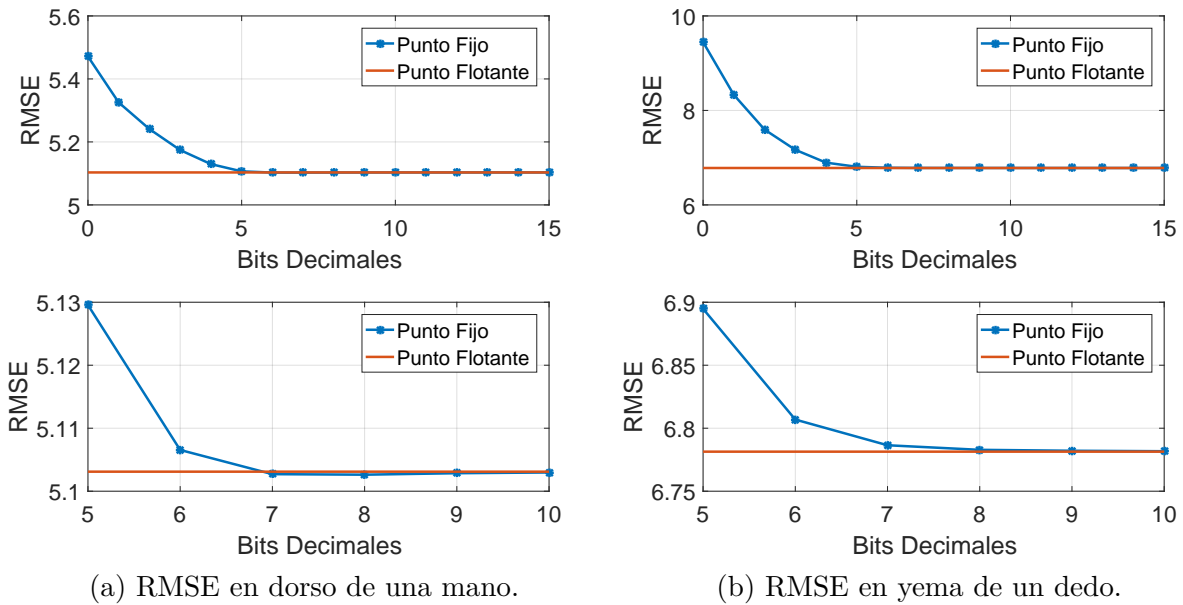 5.6
5.4
5.2
5
RMSE
0
5
10
15
Bits Decimales
Punto Fijo
Punto Flotante
10
8
6
RMSE
0
5
10
15
Bits Decimales
Punto Fijo
Punto Flotante
5.13
5.12
5.11
5.1
RMSE
5
6
7
8
9
10
Bits Decimales
Punto Fijo
Punto Flotante
6.9
6.85
6.8
6.75
RMSE
5
6
7
8
9
10
Bits Decimales
Punto Fijo
Punto Flotante
(a) RMSE en dorso de una mano.
(b) RMSE en yema de un dedo.